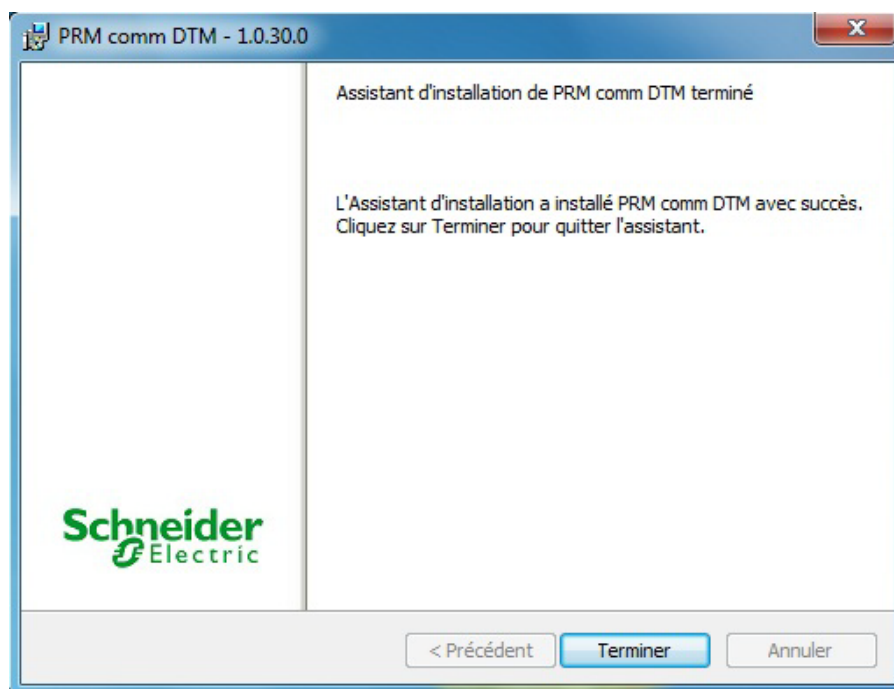 PRM comm DTM - 1.0.30.0
Assistant d'installation de PRM comm DTM terminé
L'Assistant d'installation a installé PRM comm DTM avec succès.
Cliquez sur Terminer pour quitter l'assistant.
Schneider
Electric
< Précédent
Terminer
Annuler